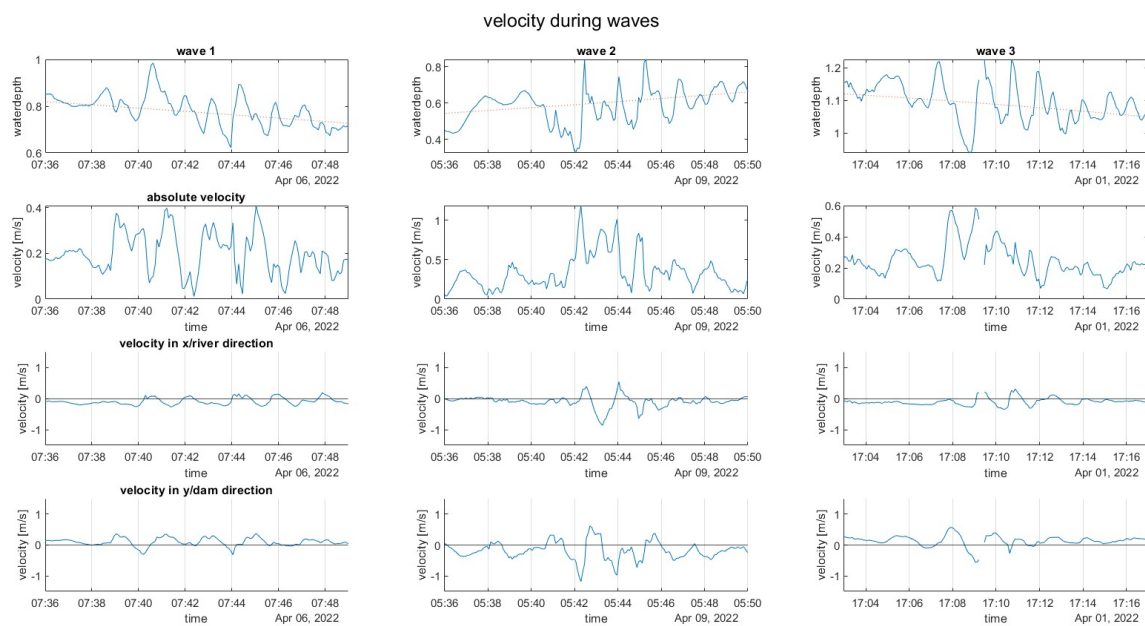 velocity during waves
wave 1 wave 2 wave 3
waterdepth
1
0.8
0.6
07:36 07:38 07:40 07:42 07:44 07:46 07:48
Apr 06, 2022
waterdepth
0.8
0.6
0.4
05:36 05:38 05:40 05:42 05:44 05:46 05:48 05:50
Apr 09, 2022
waterdepth
1.2
1.1
1
17:04 17:06 17:08 17:10 17:12 17:14 17:16
Apr 01, 2022
absolute velocity
velocity [m/s]
0.4
0.2
0
07:36 07:38 07:40 07:42 07:44 07:46 07:48
time Apr 06, 2022
velocity [m/s]
1
0.5
0
05:36 05:38 05:40 05:42 05:44 05:46 05:48 05:50
time Apr 09, 2022
velocity [m/s]
0.6
0.4
0.2
0
17:04 17:06 17:08 17:10 17:12 17:14 17:16
time Apr 01, 2022
velocity in x/river direction
velocity [m/s]
1
0
-1
07:36 07:38 07:40 07:42 07:44 07:46 07:48
time Apr 06, 2022
velocity [m/s]
1
0
-1
05:36 05:38 05:40 05:42 05:44 05:46 05:48 05:50
time Apr 09, 2022
velocity [m/s]
1
0
-1
17:04 17:06 17:08 17:10 17:12 17:14 17:16
time Apr 01, 2022
velocity in y/dam direction
velocity [m/s]
1
0
-1
07:36 07:38 07:40 07:42 07:44 07:46 07:48
time Apr 06, 2022
velocity [m/s]
1
0
-1
05:36 05:38 05:40 05:42 05:44 05:46 05:48 05:50
time Apr 09, 2022
velocity [m/s]
1
0
-1
17:04 17:06 17:08 17:10 17:12 17:14 17:16
time Apr 01, 2022